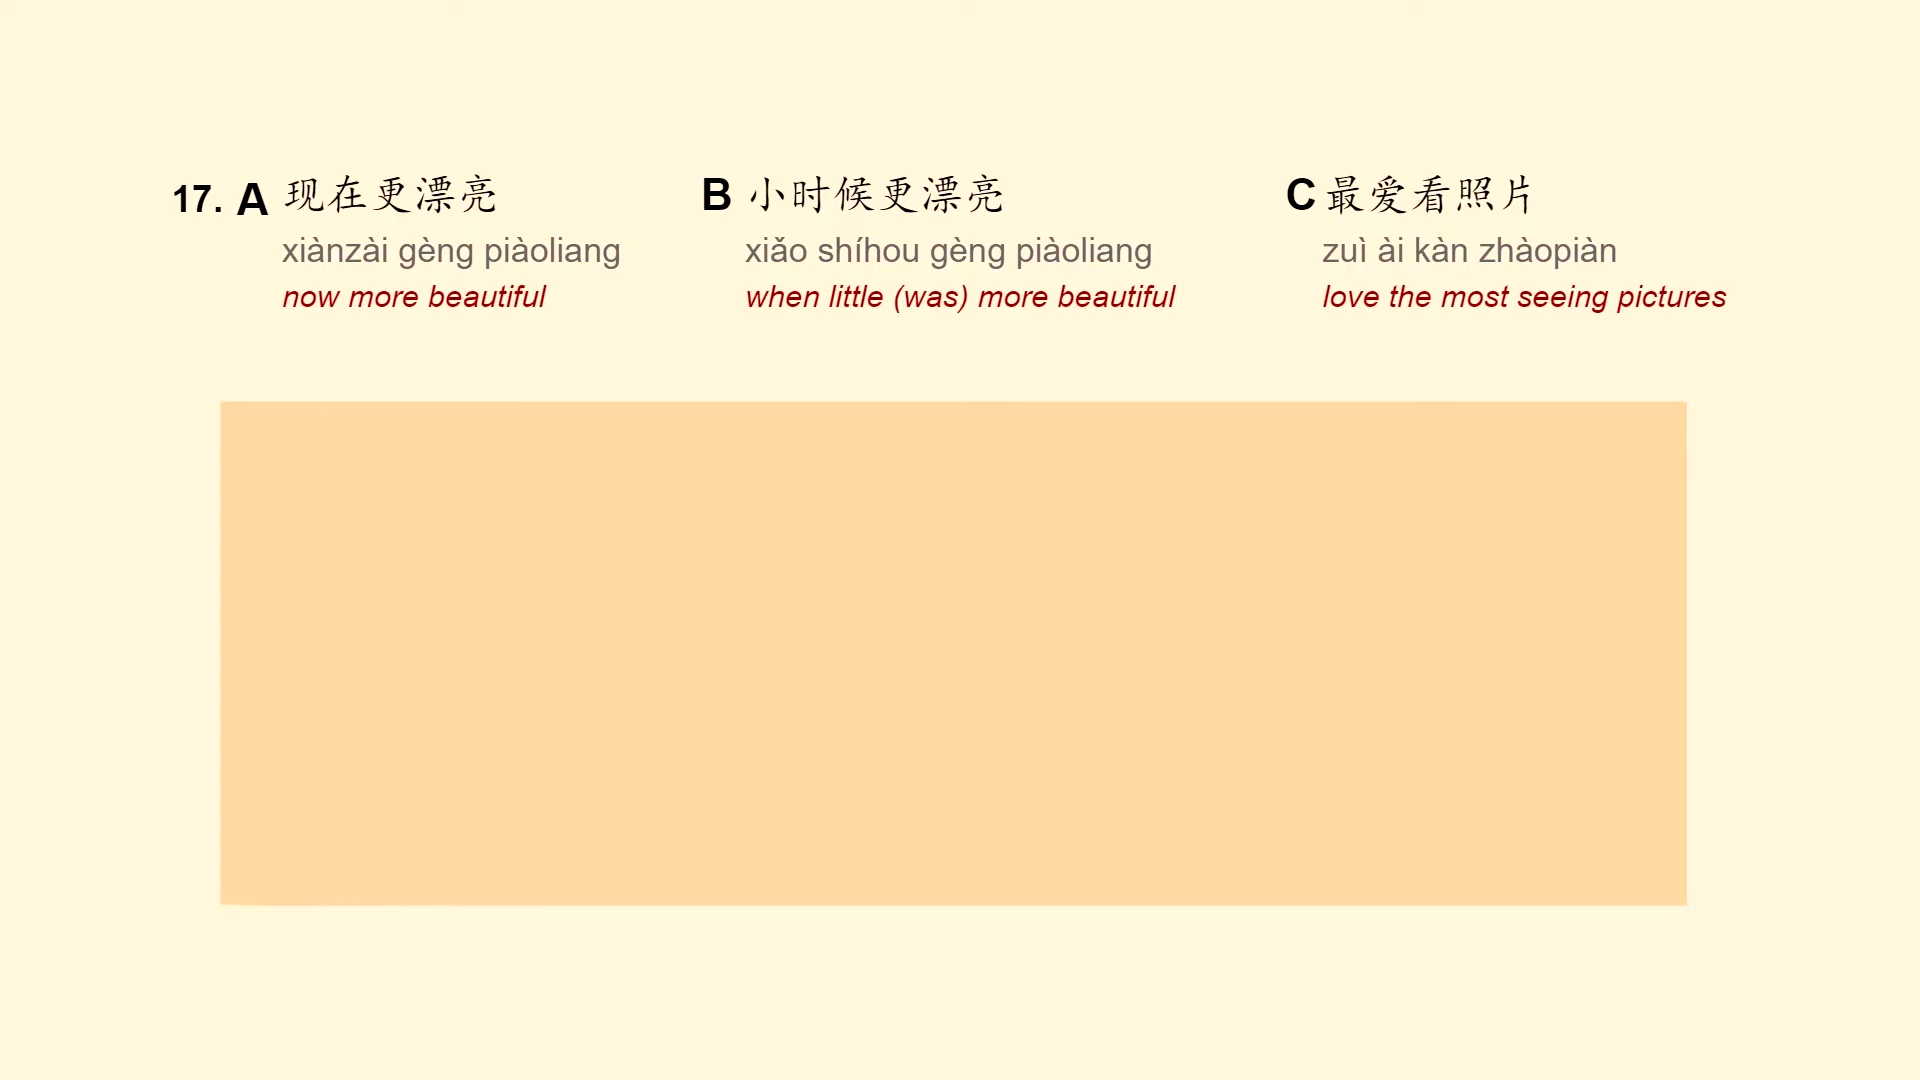 17. A 现在更漂亮 B 小时候更漂亮 C 最爱看照片
xiànzài gèng piàoliang xiǎo shíhou gèng piàoliang zuì ài kàn zhàopiàn
now more beautiful when little (was) more beautiful love the most seeing pictures